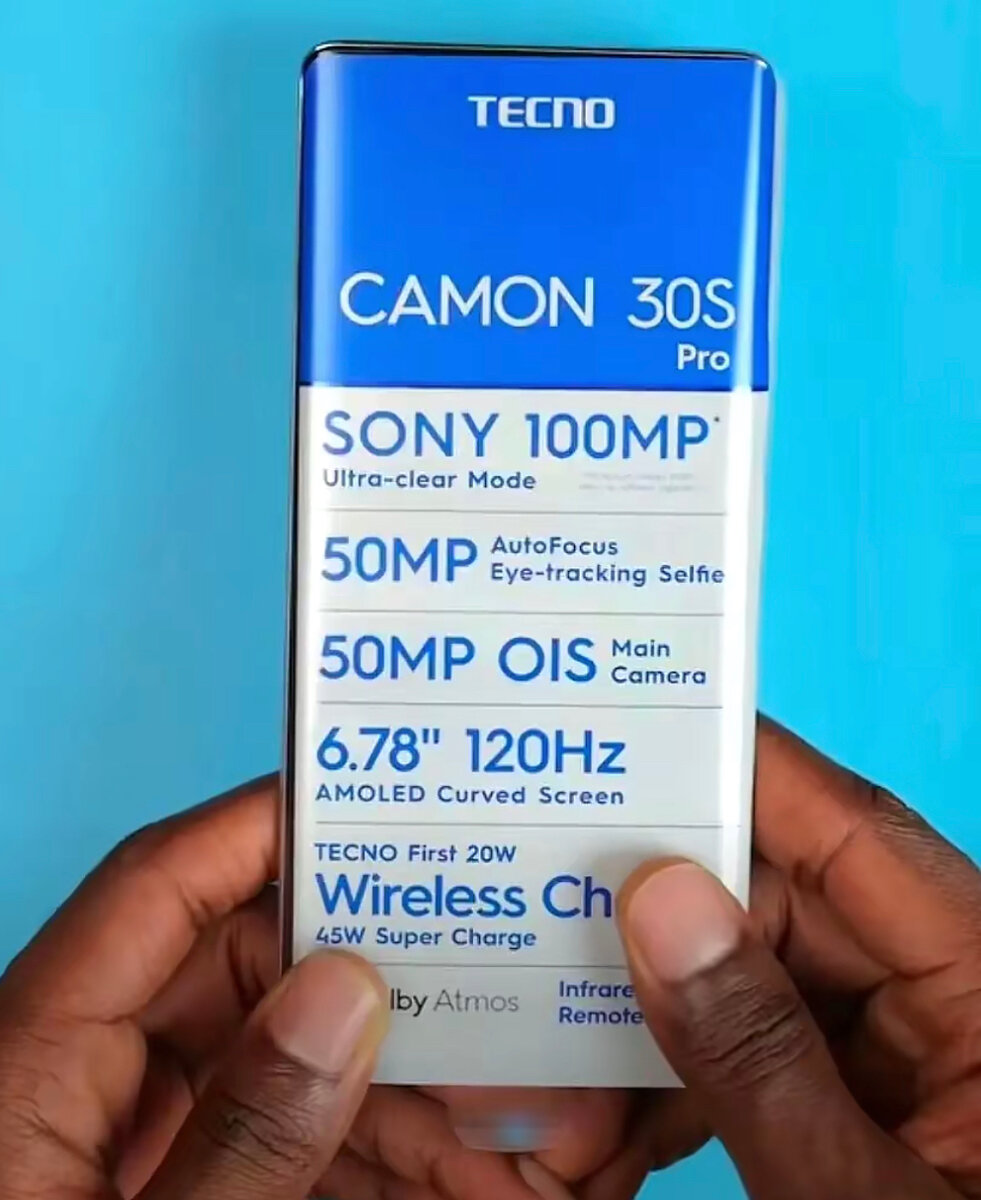 TECNO
CAMON 30S
Pro
SONY 100MP*
Ultra-clear Mode
50MP AutoFocus
Eye-tracking Selfie
50MP OIS Main
Camera
6.78" 120Hz
AMOLED Curved Screen
TECNO First 20W
Wireless
45W Super Charge
Atmos
Remote